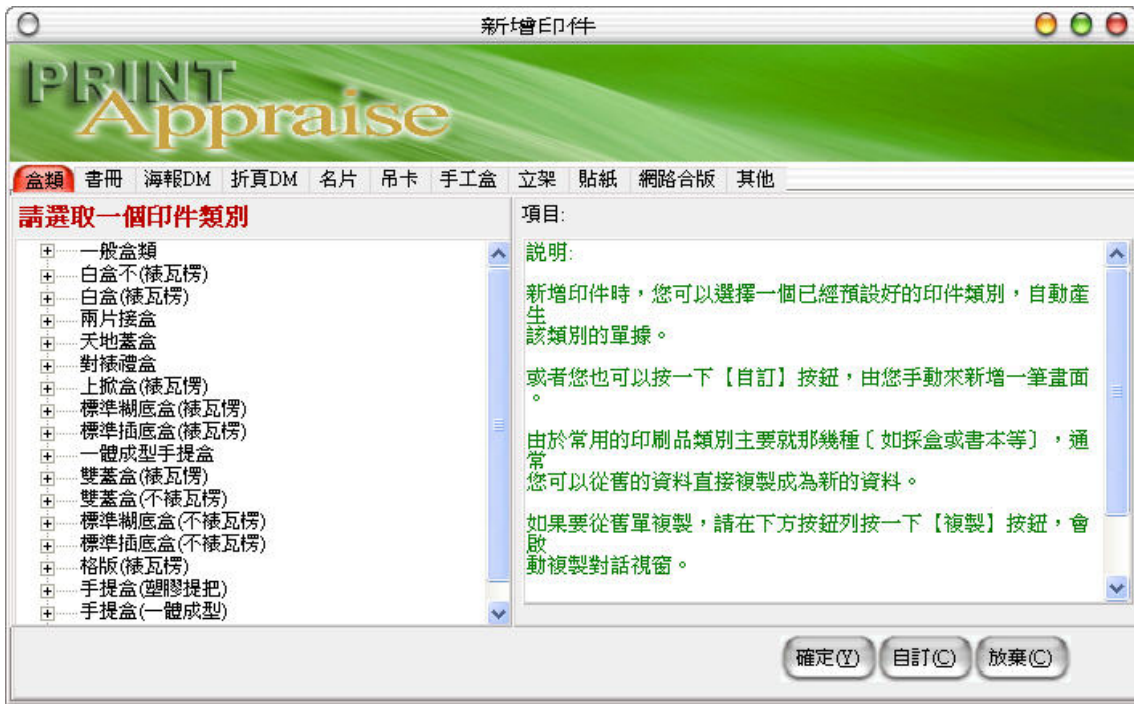 新增印件
PRINT
Appraise
盒類 書冊 海報DM 折頁DM 名片 吊卡 手工盒 立架 貼紙 網路合版 其他
請選取一個印件類別
一般盒類
白盒不(裱瓦楞)
白盒(裱瓦楞)
兩片接盒
天地蓋盒
對裱禮盒
上掀盒(裱瓦楞)
標準糊底盒(裱瓦楞)
標準插底盒(裱瓦楞)
一體成型手提盒
雙蓋盒(裱瓦楞)
雙蓋盒(不裱瓦楞)
標準糊底盒(不裱瓦楞)
標準插底盒(不裱瓦楞)
格版(裱瓦楞)
手提盒(塑膠提把)
手提盒(一體成型)
項目:
説明:
新增印件時，您可以選擇一個已經預設好的印件類別，自動產
生
該類別的單據。
或者您也可以按一下【自訂】按鈕，由您手動來新增一筆畫面
。
由於常用的印刷品類別主要就那幾種〔如採盒或書本等〕，通
常
您可以從舊的資料直接複製成為新的資料。
如果要從舊單複製，請在下方按鈕列按一下【複製】按鈕，會
啟
動複製對話視窗。
確定(Y) 自訂(C) 放棄(C)